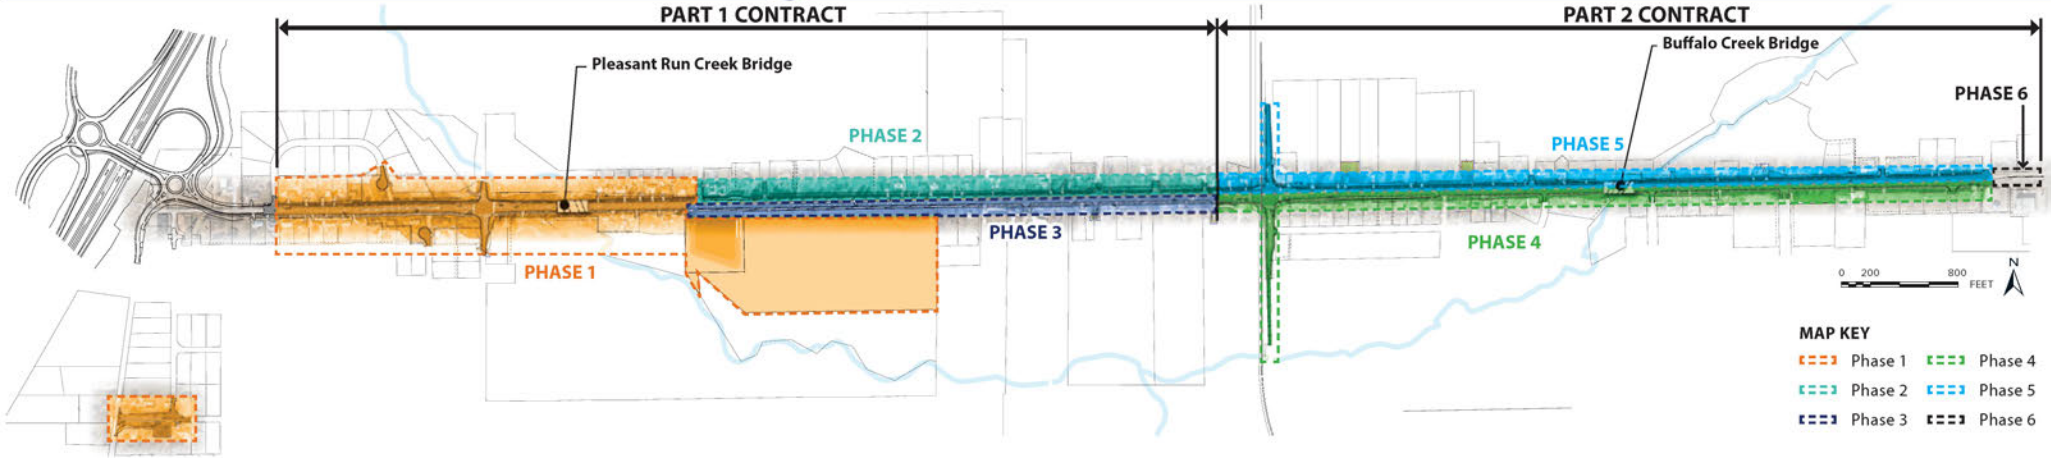 PART 1 CONTRACT
PART 2 CONTRACT
Pleasant Run Creek Bridge
Buffalo Creek Bridge
PHASE 6
PHASE 2
PHASE 5
PHASE 3
PHASE 4
PHASE 1
N
0 200 800 FEET
MAP KEY
Phase 1 Phase 4
Phase 2 Phase 5
Phase 3 Phase 6